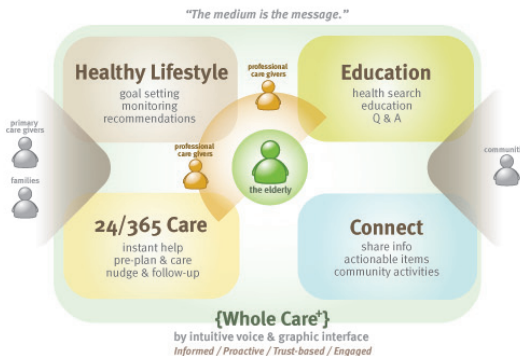 "The medium is the message."
Healthy Lifestyle
goal setting
monitoring
recommendations
professional
care givers
Education
health search
education
Q & A
primary
care givers
families
professional
care givers
the elderly
24/365 Care
instant help
pre-plan & care
nudge & follow-up
Connect
share info
actionable items
community activities
{Whole Care⁺}
by intuitive voice & graphic interface
Informed / Proactive / Trust-based / Engaged